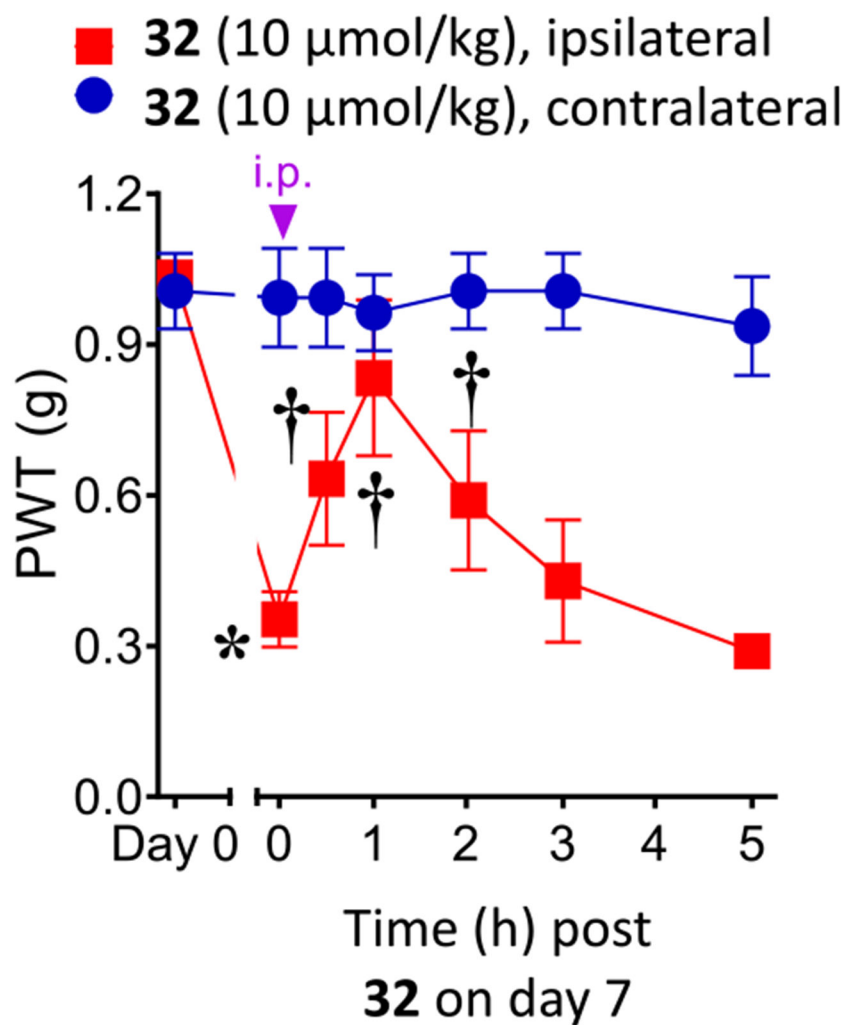 32 (10 μmol/kg), ipsilateral
32 (10 μmol/kg), contralateral
i.p.
1.2
0.9
0.6
0.3
0.0
PWT (g)
†
†
†
*
Day 0 0 1 2 3 4 5
Time (h) post
32 on day 7